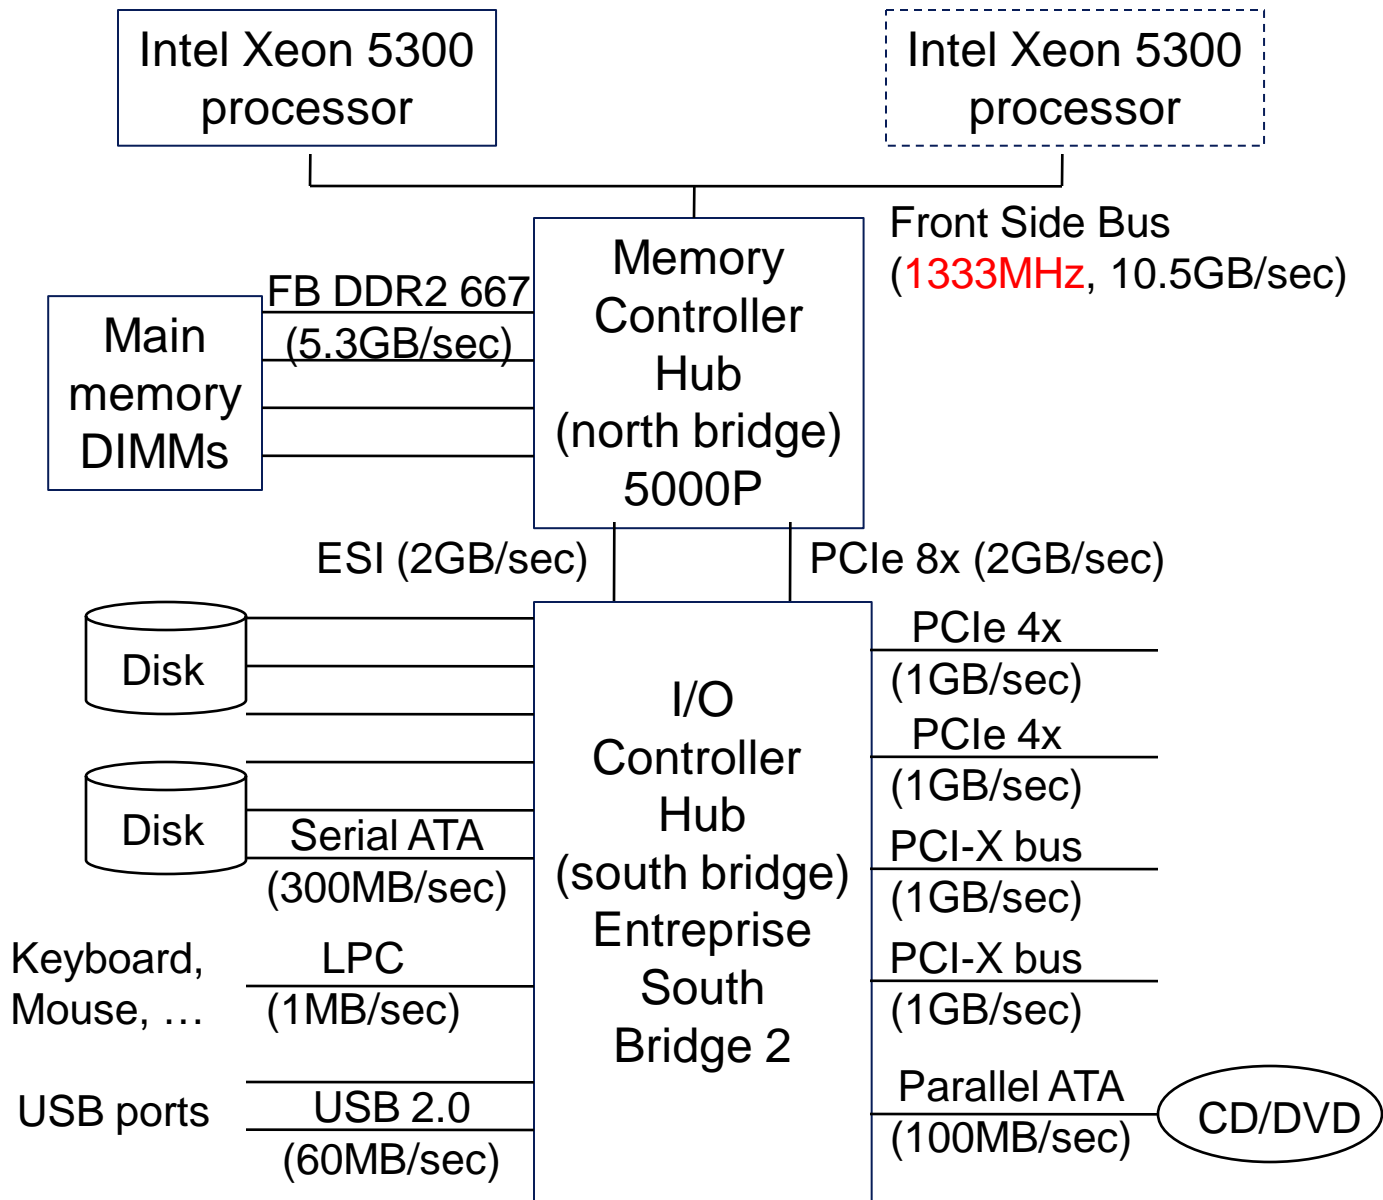 Intel Xeon 5300
processor
Intel Xeon 5300
processor
Front Side Bus
(1333MHz, 10.5GB/sec)
Memory
Controller
Hub
(north bridge)
5000P
FB DDR2 667
(5.3GB/sec)
Main
memory
DIMMs
ESI (2GB/sec)
PCIe 8x (2GB/sec)
Disk
Disk
Serial ATA
(300MB/sec)
Keyboard,
Mouse, …
LPC
(1MB/sec)
USB ports
USB 2.0
(60MB/sec)
I/O
Controller
Hub
(south bridge)
Entreprise
South
Bridge 2
PCIe 4x
(1GB/sec)
PCIe 4x
(1GB/sec)
PCI-X bus
(1GB/sec)
PCI-X bus
(1GB/sec)
Parallel ATA
(100MB/sec)
CD/DVD